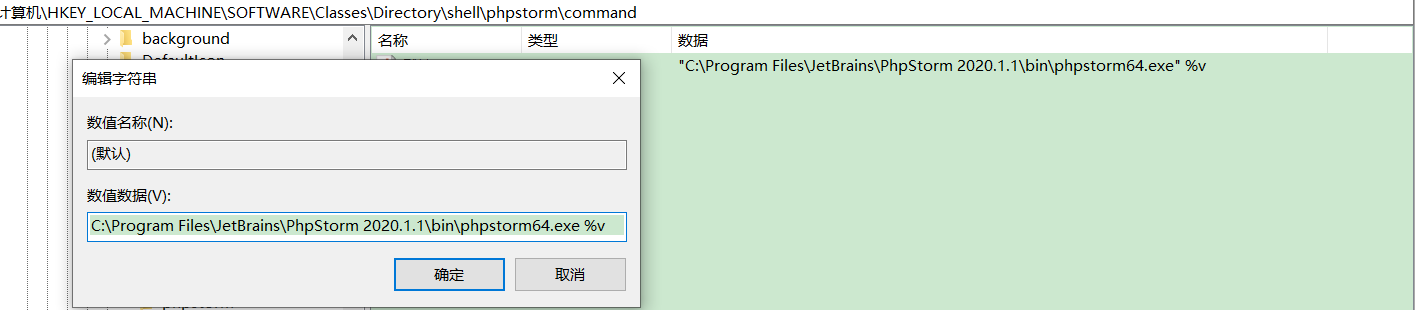 计算机\HKEY_LOCAL_MACHINE\SOFTWARE\Classes\Directory\shell\phpstorm\command
background
名称 类型 数据
"C:\Program Files\JetBrains\PhpStorm 2020.1.1\bin\phpstorm64.exe" %v
编辑字符串
数值名称(N):
(默认)
数值数据(V):
C:\Program Files\JetBrains\PhpStorm 2020.1.1\bin\phpstorm64.exe %v
确定 取消